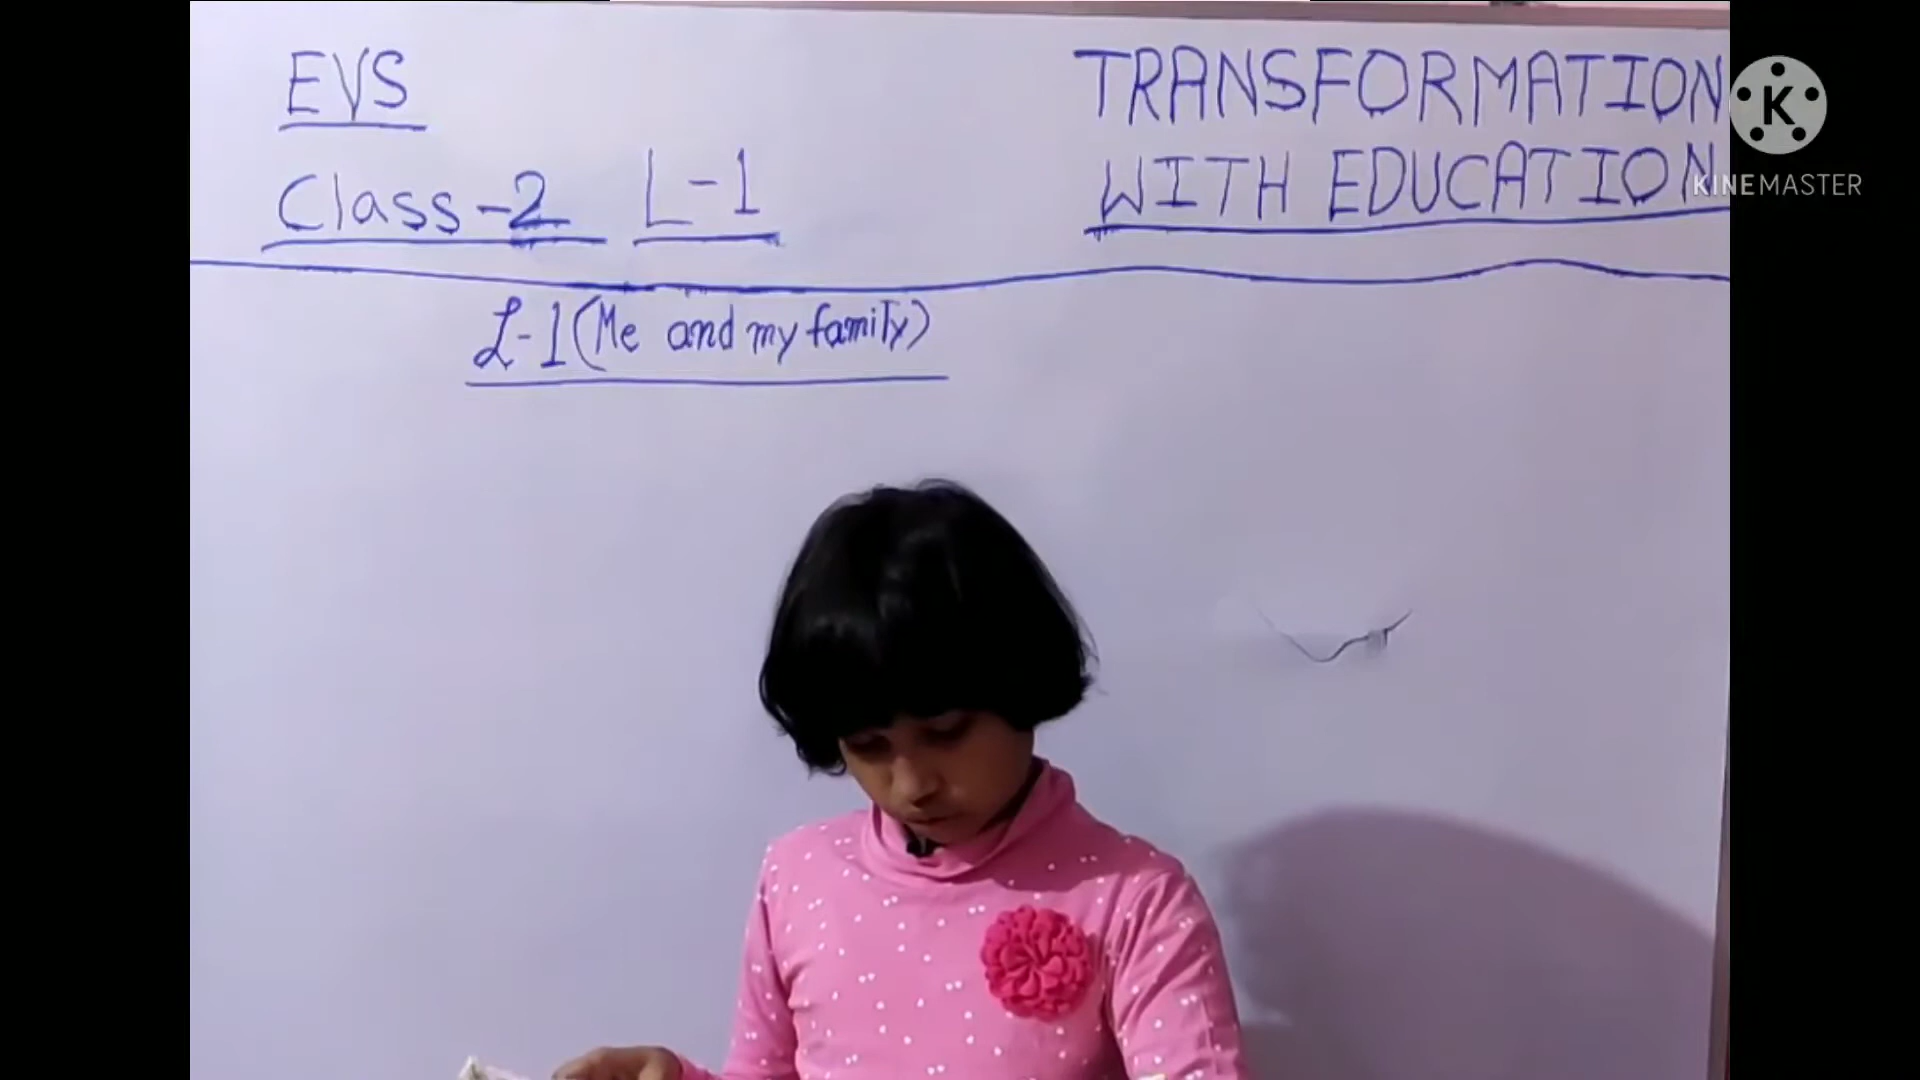 EVS
Class-2 L-1
TRANSFORMATION
WITH EDUCATION
L-1 (Me and my family)
K
KINEMASTER